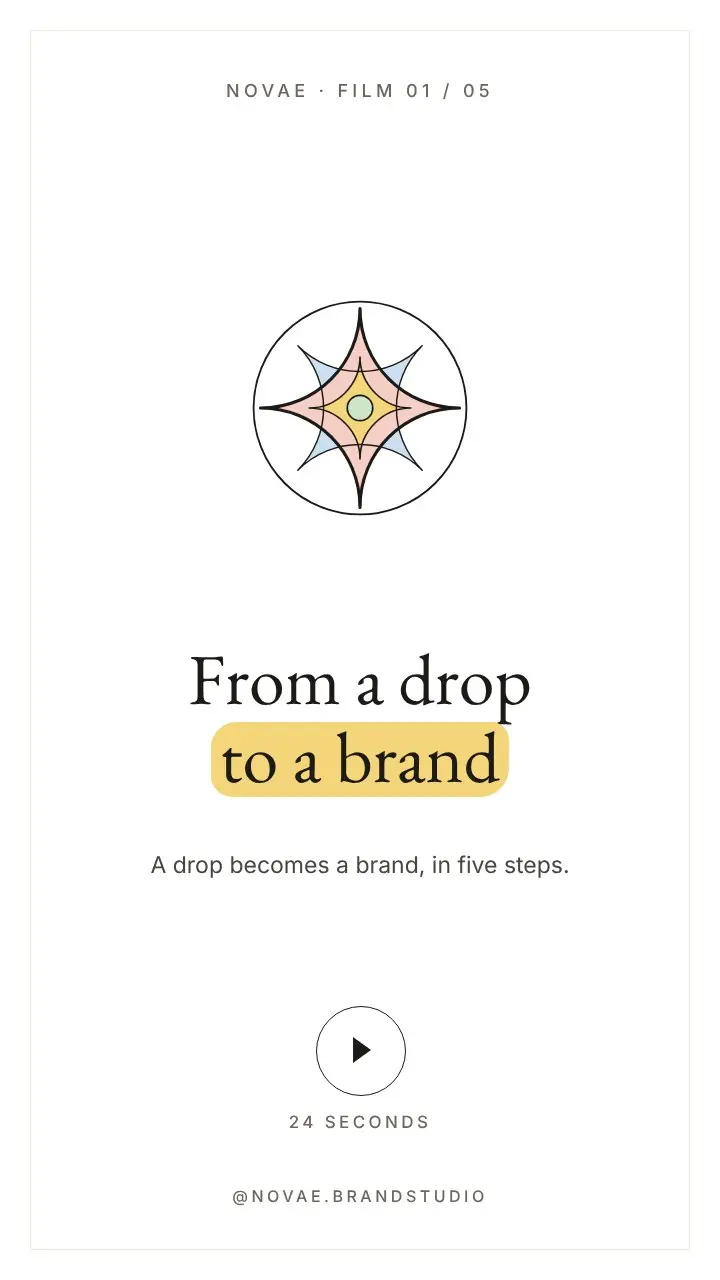 NOVAE · FILM 01 / 05
From a drop
to a brand
A drop becomes a brand, in five steps.
24 SECONDS
@NOVAE.BRANDSTUDIO